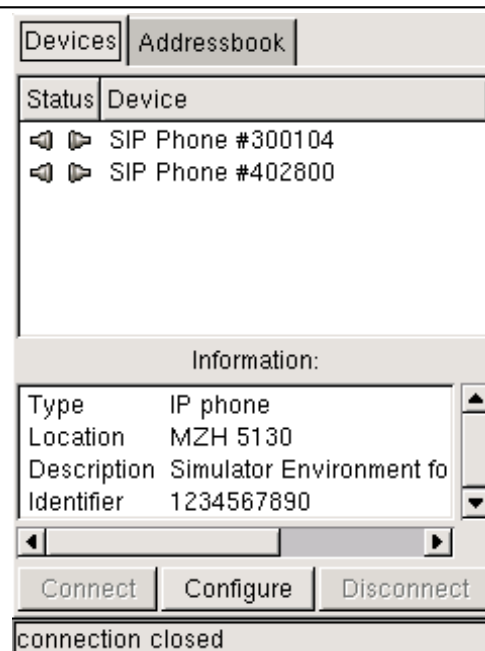 Devices Addressbook
Status Device
SIP Phone #300104
SIP Phone #402800
Information:
Type IP phone
Location MZH 5130
Description Simulator Environment fo
Identifier 1234567890
Connect Configure Disconnect
connection closed